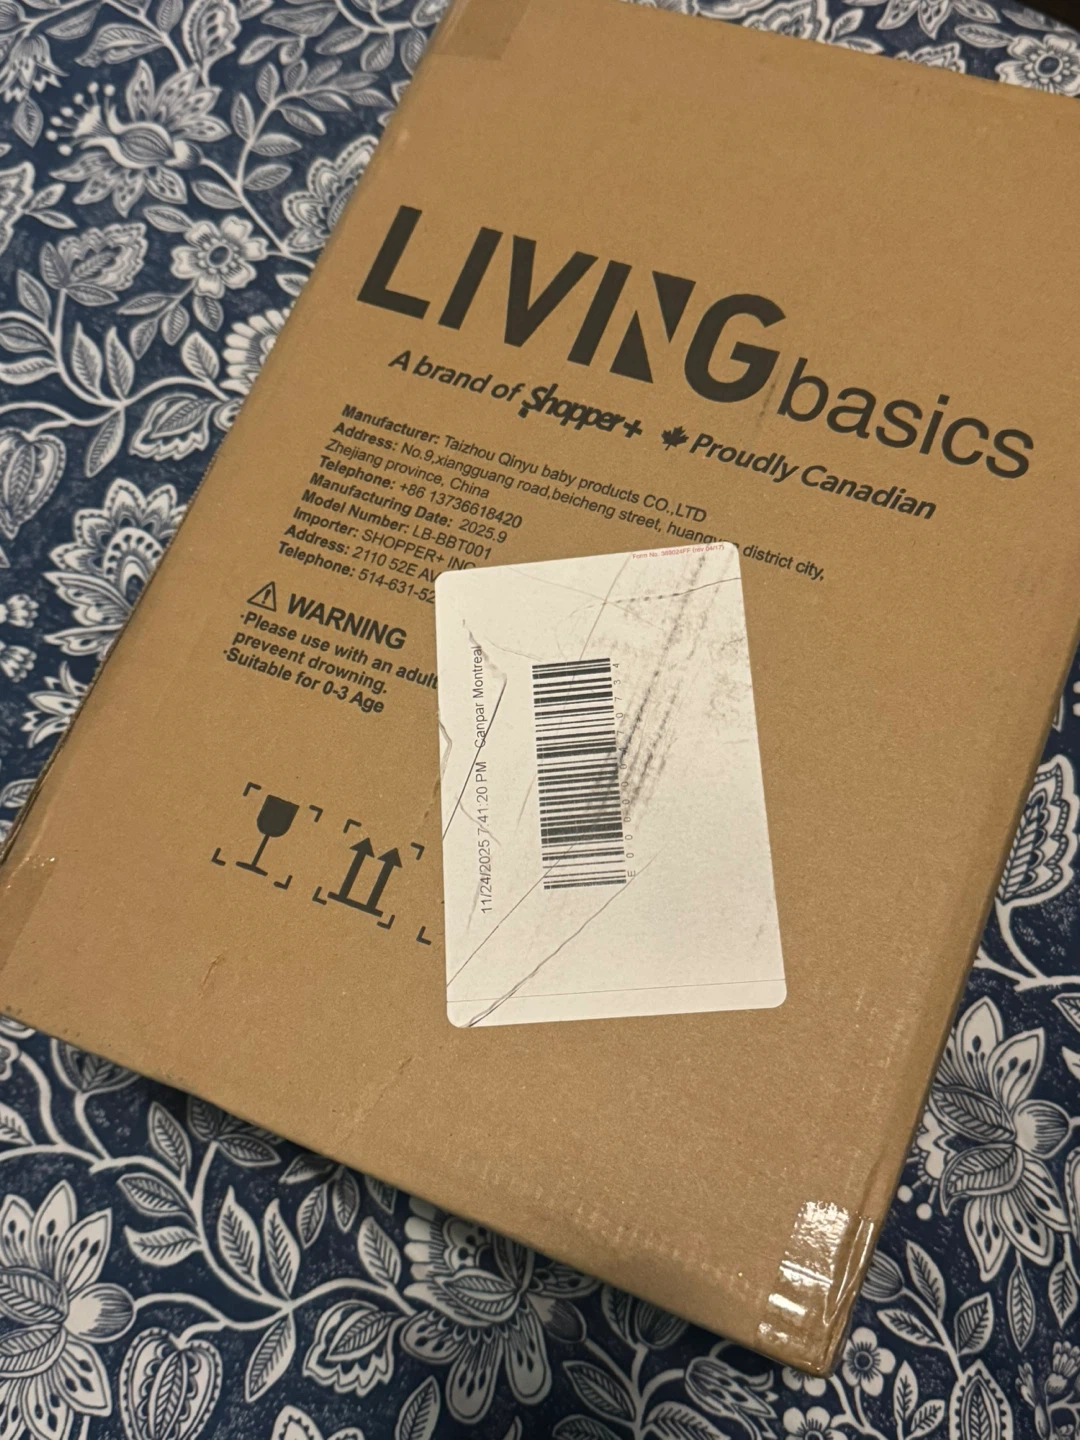 LIVING basics
A brand of Shopper+ Proudly Canadian
Manufacturer: Taizhou Qinyu baby products CO.,LTD
Address: No.9,xiangguang road,beicheng street, district city,
Zhejiang province, China
Telephone: +86 13736618420
Manufacturing Date: 2025.9
Model Number: LB-BBT001
Importer: SHOPPER+ INC
Address: 2110 52E AV
Telephone: 514-631-52
WARNING
·Please use with an adult
preveent drowning.
·Suitable for 0-3 Age
11/24/2025 7:41:20 PM Canpar Montreal